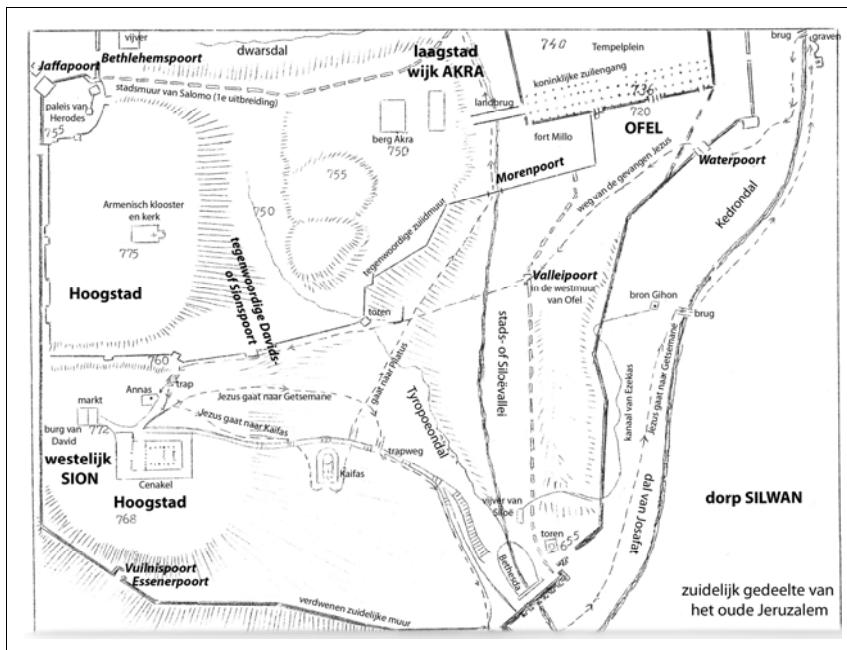 vijver
Bethlehemspoort
dwarsdal
laagstad
wijk AKRA
740
Tempelplein
brug
graven
Jaffapoort
stadsmuur van Salomo (1e uitbreiding)
koninklijke zuilengang
736
paleis van
Herodes
755
landbrug
720
OFEL
berg Akra
750
fort Millo
Waterpoort
755
Morenpoort
weg van de gevangen Jezus
Kedrondal
Armenisch klooster
en kerk
775
750
tegenwoordige zuidmuur
tegenwoordige Davids-
of Sionspoort
Valleipoort
in de westmuur
van Ofel
bron Gihon
brug
Hoogstad
toren
stads- of Siloëvallei
760
gaat naar Pilatus
kanaal van Ezekias
Jezus gaat naar Getsemane
trap
Annas
Jezus gaat naar Getsemane
Tyropoeondal
markt
Jezus gaat naar Kaifas
burg van
David
772
trapweg
westelijk
SION
Kaifas
Cenakel
Hoogstad
768
vijver van
Siloë
dal van Josafat
dorp SILWAN
toren
655
Bethesda
Vuilnispoort
Essenerpoort
verdwenen zuidelijke muur
zuidelijk gedeelte van
het oude Jeruzalem